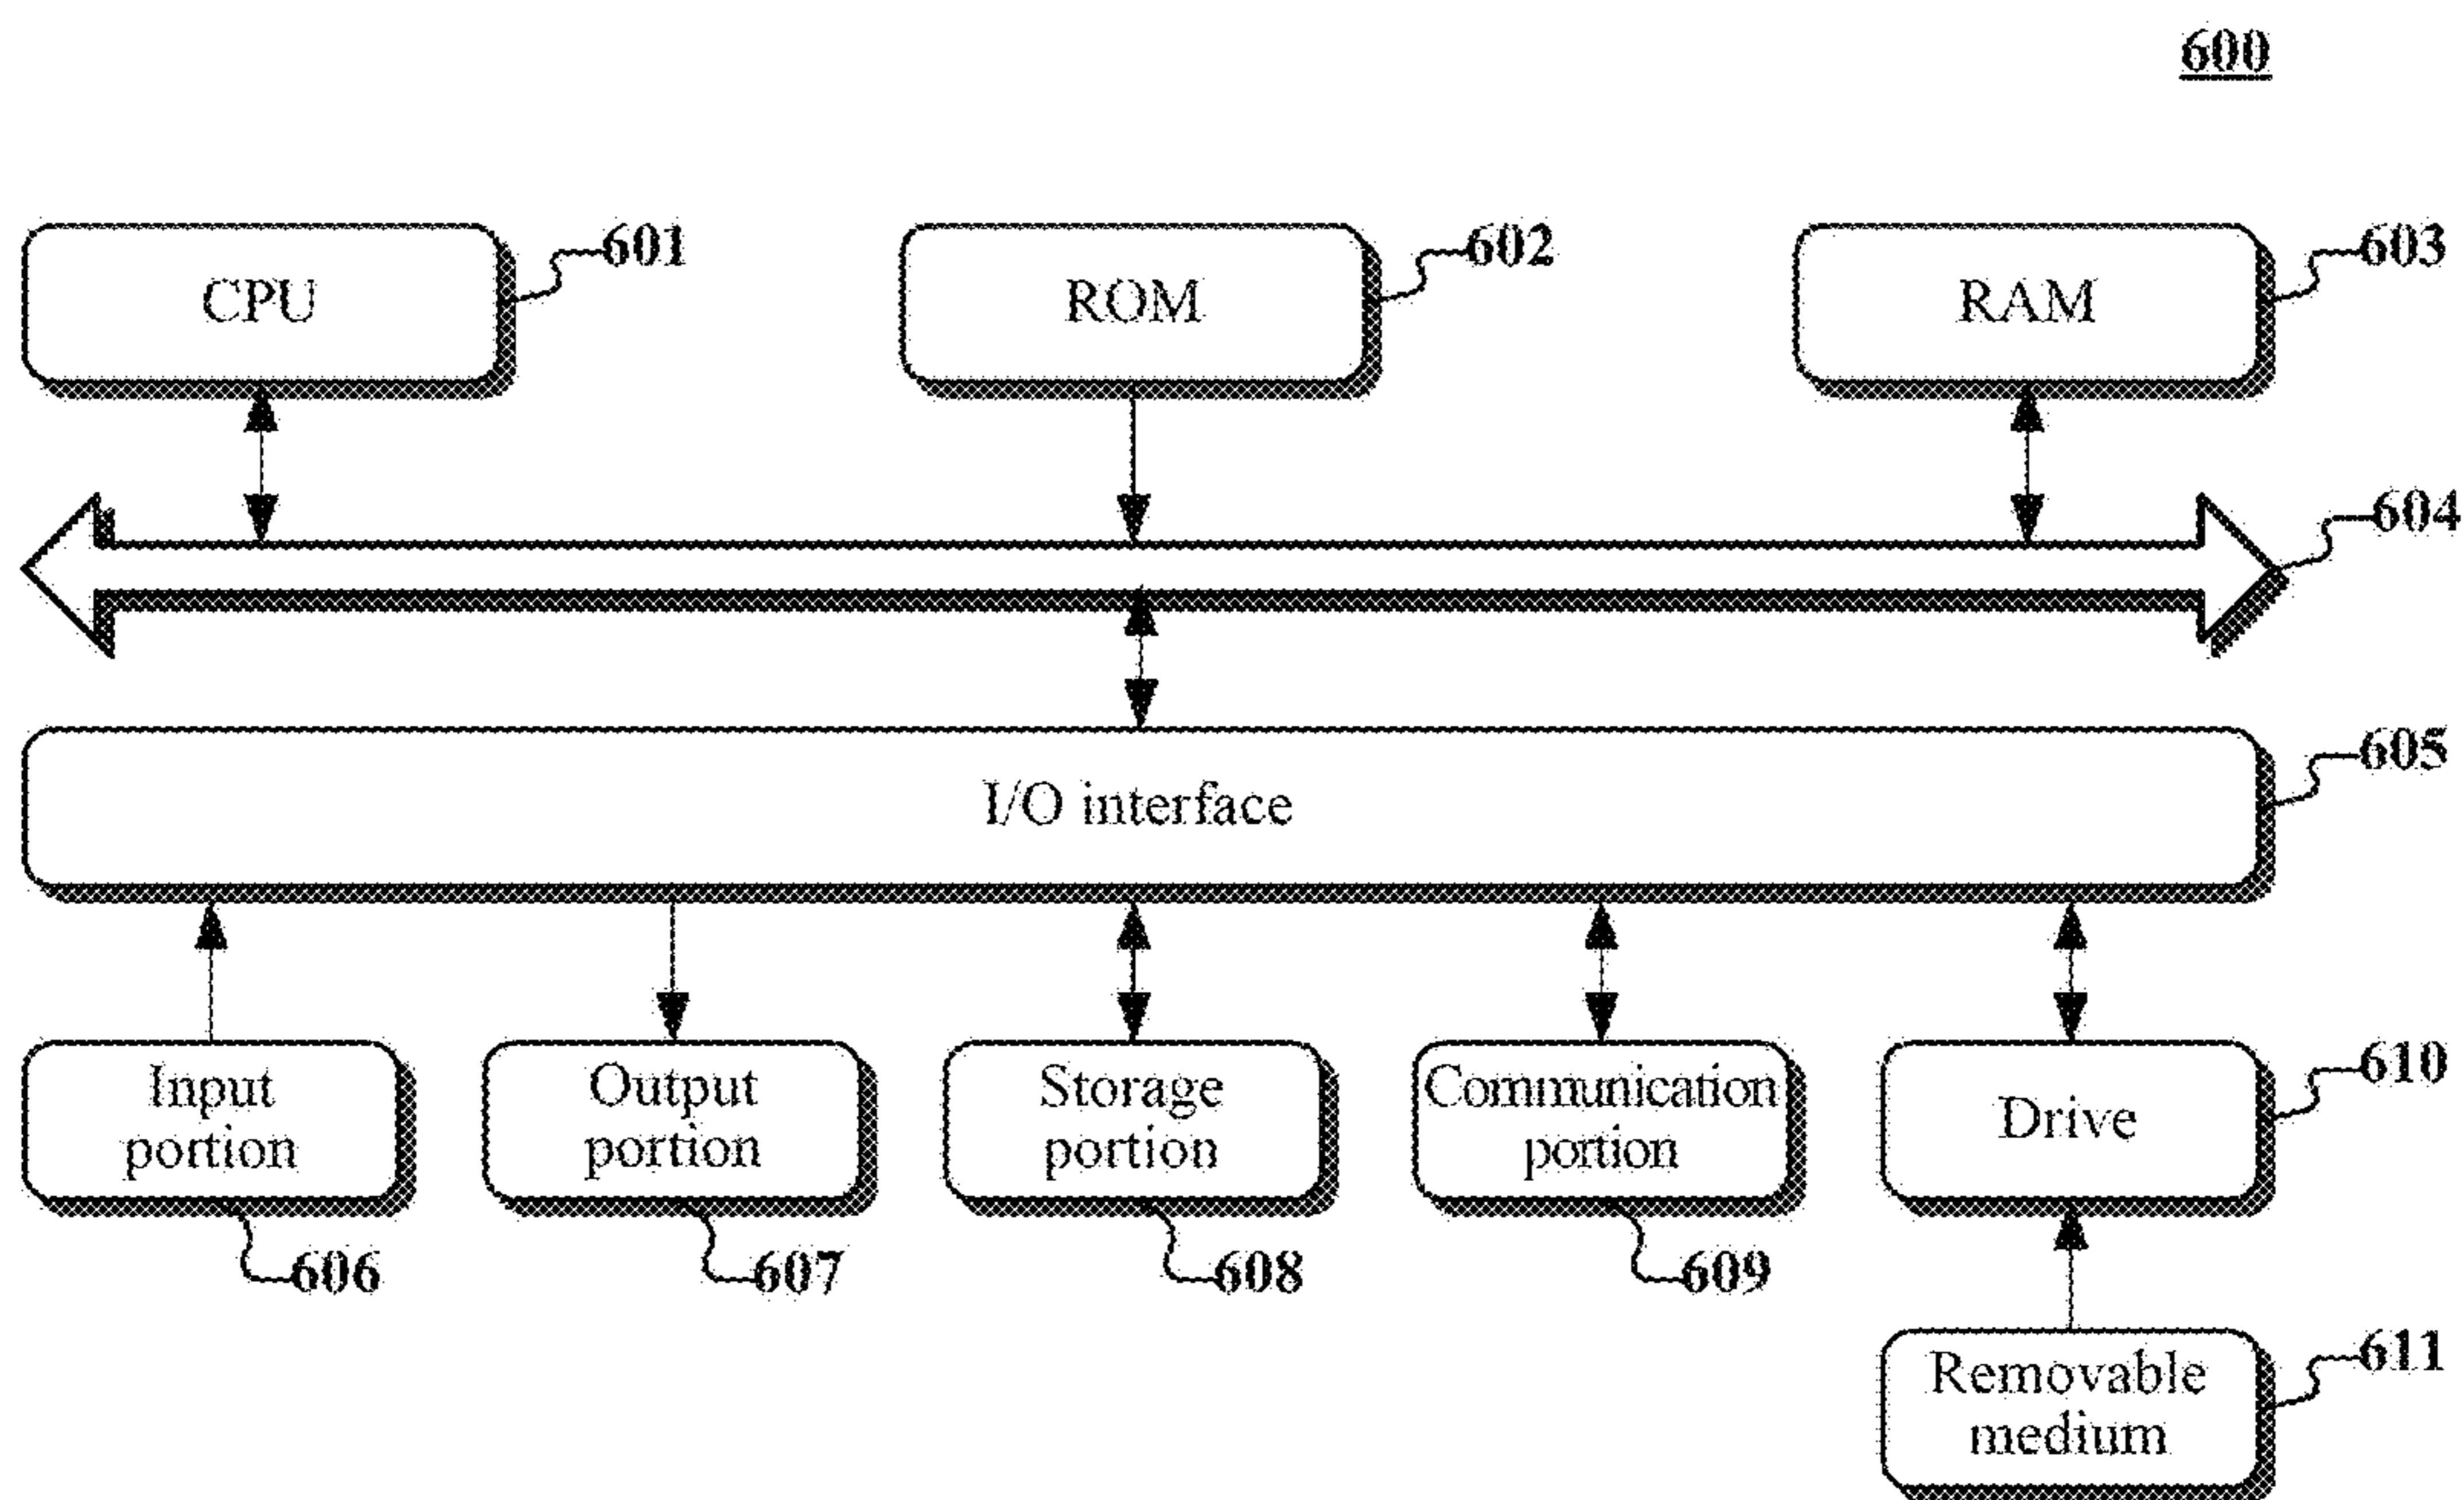 600
CPU
601
ROM
602
RAM
603
604
I/O interface
605
Input
portion
606
Output
portion
607
Storage
portion
608
Communication
portion
609
Drive
610
Removable
medium
611